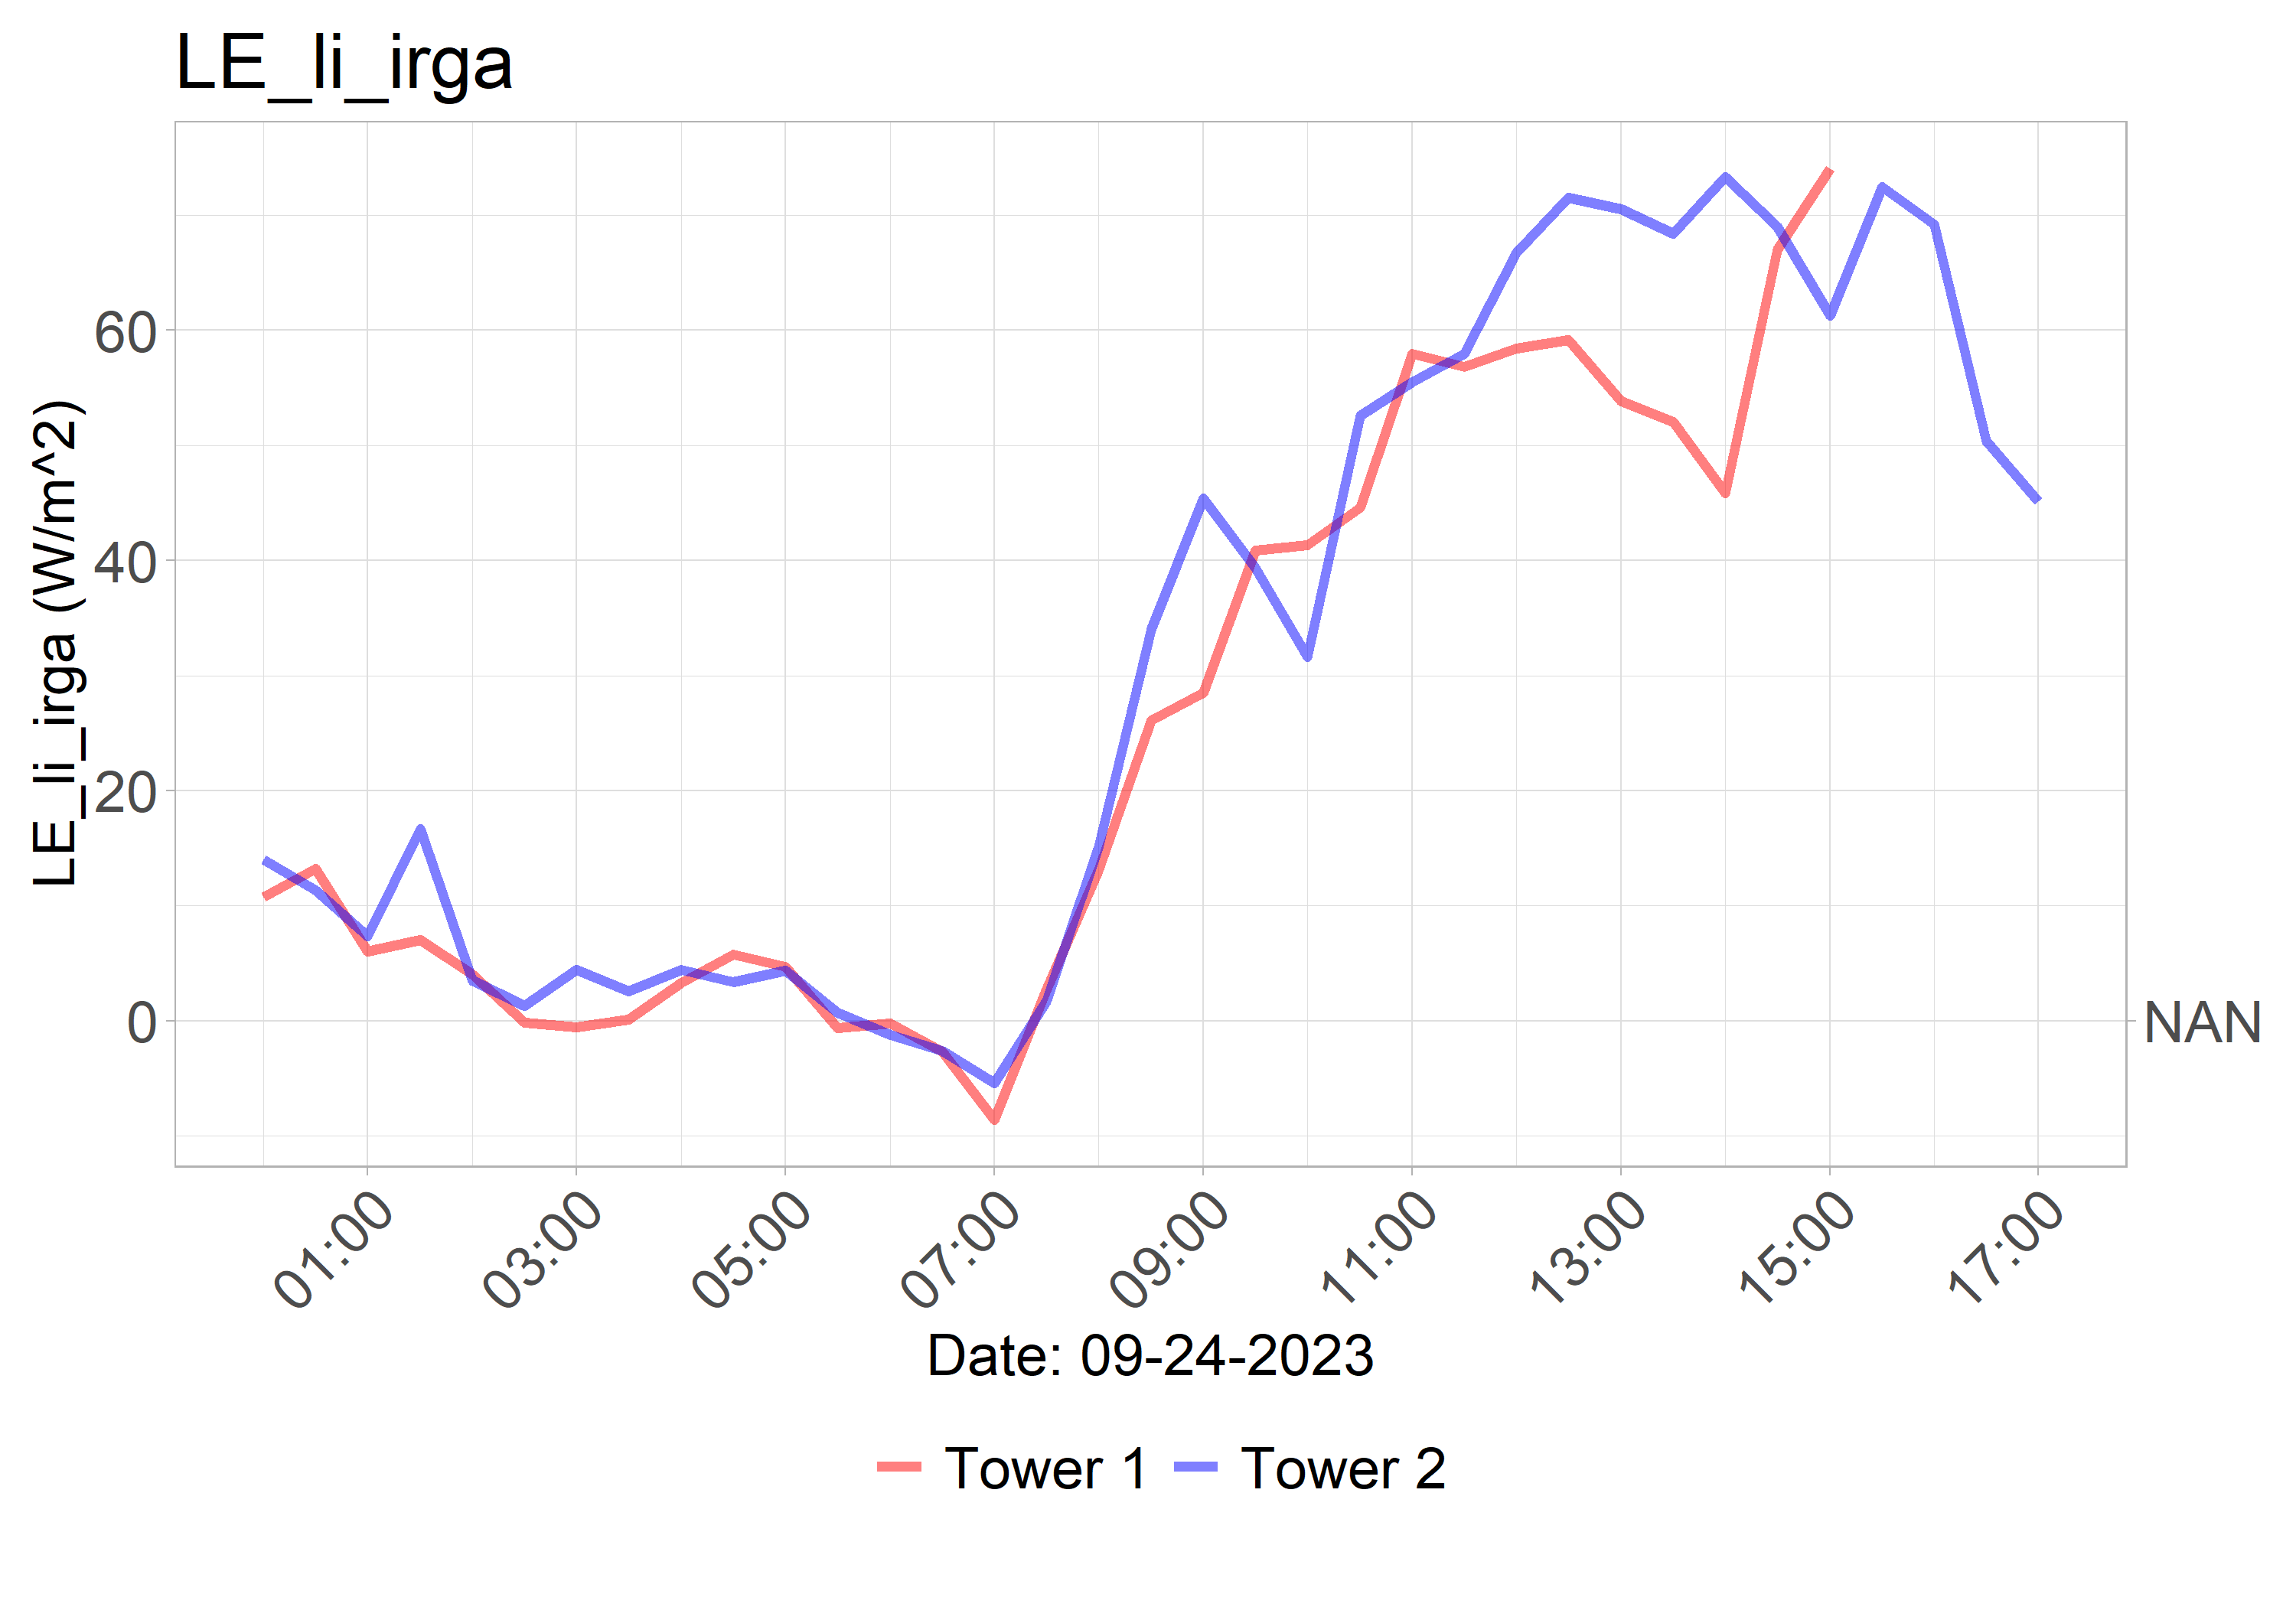 LE_li_irga
LE_li_irga (W/m^2)
60
40
20
0
NAN
01:00 03:00 05:00 07:00 09:00 11:00 13:00 15:00 17:00
Date: 09-24-2023
Tower 1 Tower 2